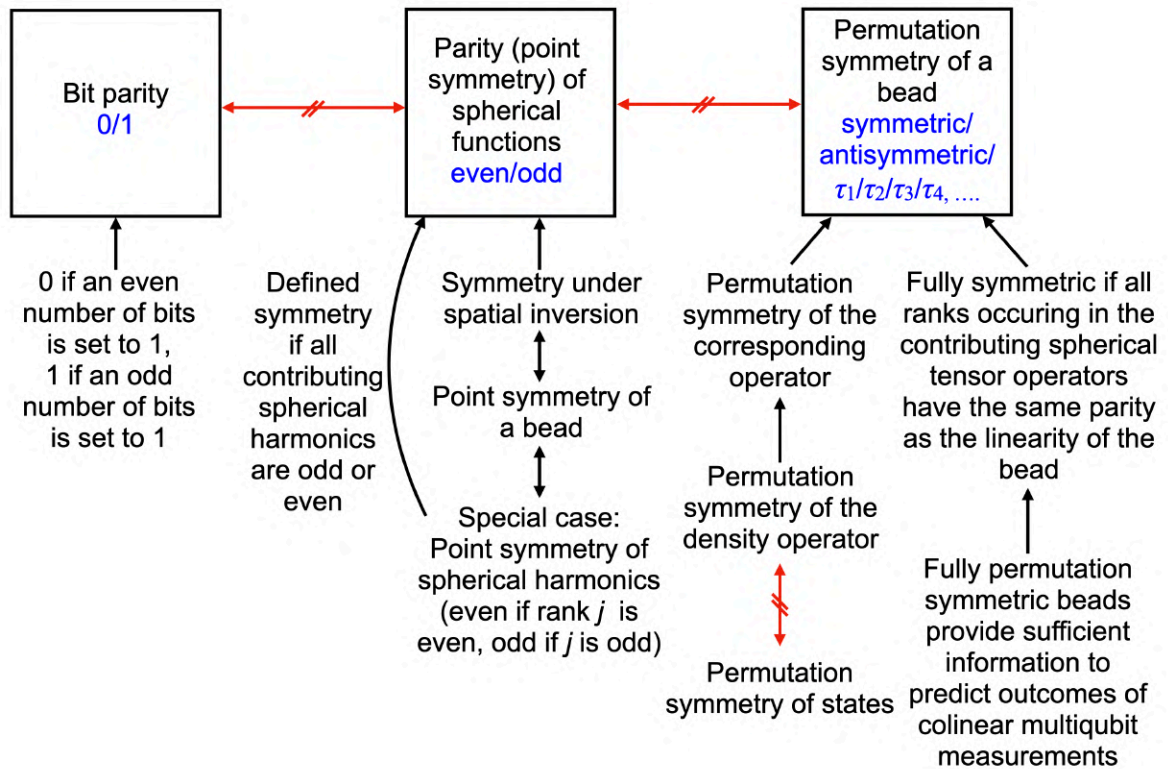 Bit parity
0/1
Parity (point
symmetry) of
spherical
functions
even/odd
Permutation
symmetry of a
bead
symmetric/
antisymmetric/
τ₁/τ₂/τ₃/τ₄, ....
0 if an even
number of bits
is set to 1,
1 if an odd
number of bits
is set to 1
Defined
symmetry
if all
contributing
spherical
harmonics
are odd or
even
Symmetry under
spatial inversion
Point symmetry of
a bead
Special case:
Point symmetry of
spherical harmonics
(even if rank j is
even, odd if j is odd)
Permutation
symmetry of the
corresponding
operator
Permutation
symmetry of the
density operator
Permutation
symmetry of states
Fully symmetric if all
ranks occuring in the
contributing spherical
tensor operators
have the same parity
as the linearity of the
bead
Fully permutation
symmetric beads
provide sufficient
information to
predict outcomes of
colinear multiqubit
measurements